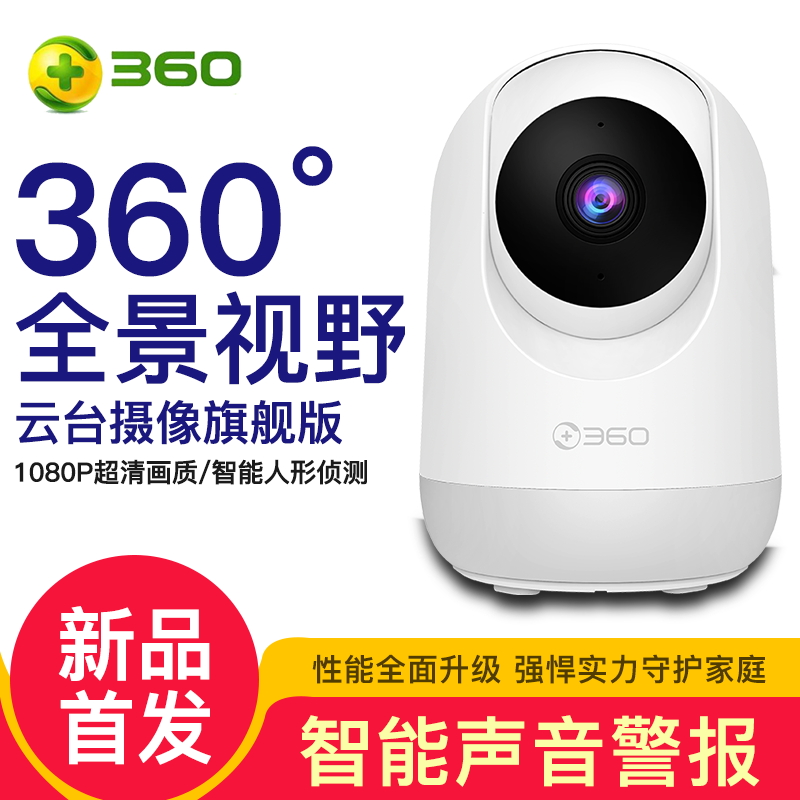 360
360°
全景视野
云台摄像旗舰版
1080P超清画质/智能人形侦测
360
新品
首发
性能全面升级 强悍实力守护家庭
智能声音警报